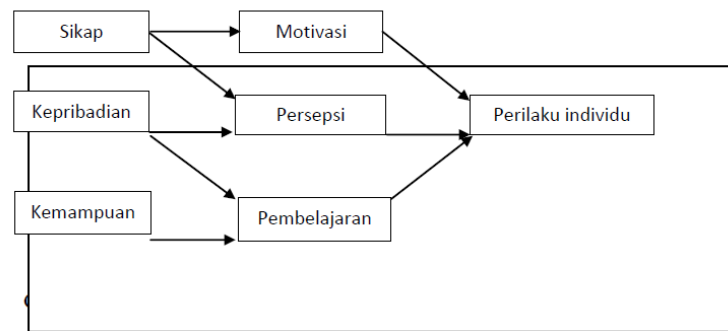 Sikap
Motivasi
Kepribadian
Persepsi
Perilaku individu
Kemampuan
Pembelajaran